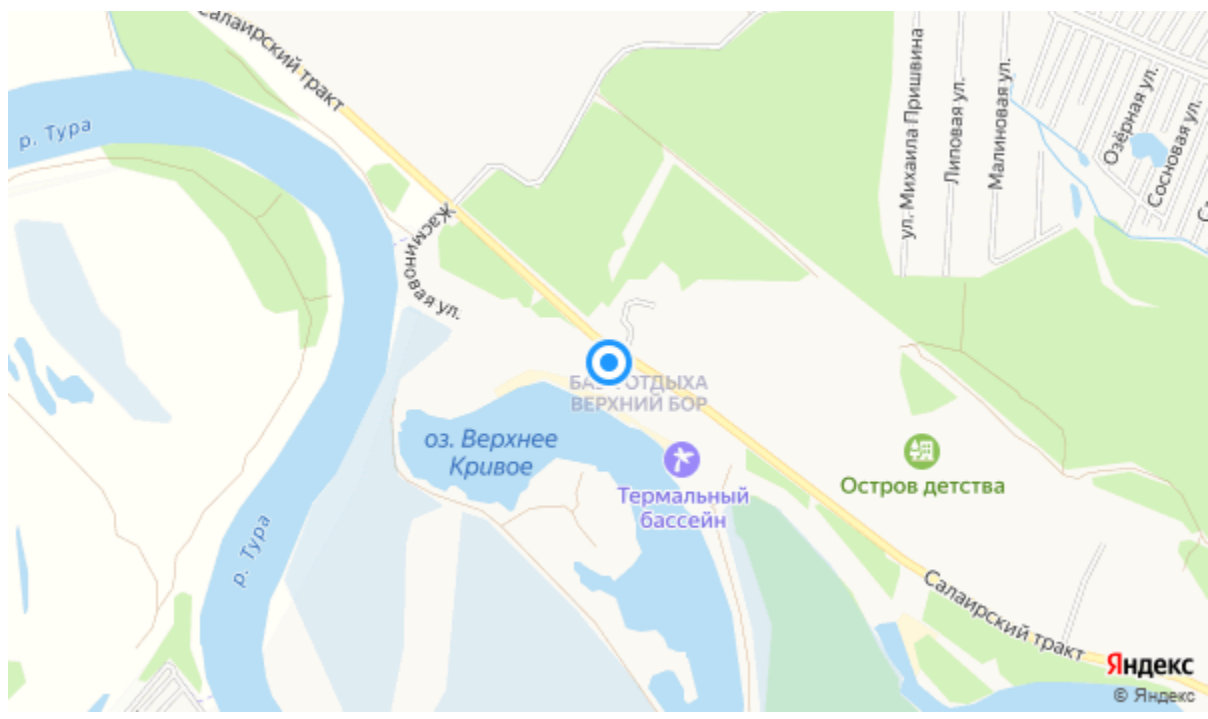 Салаирский тракт
р. Тура
ул. Михаила Пришвина
Липовая ул.
Малиновая ул.
Озёрная ул.
Сосновая ул.
Жасминовая ул.
ОТДЫХА
ВЕРХНИЙ БОР
оз. Верхнее
Кривое
Термальный
бассейн
Остров детства
р. Тура
Салаирский тракт
Яндекс
© Яндекс